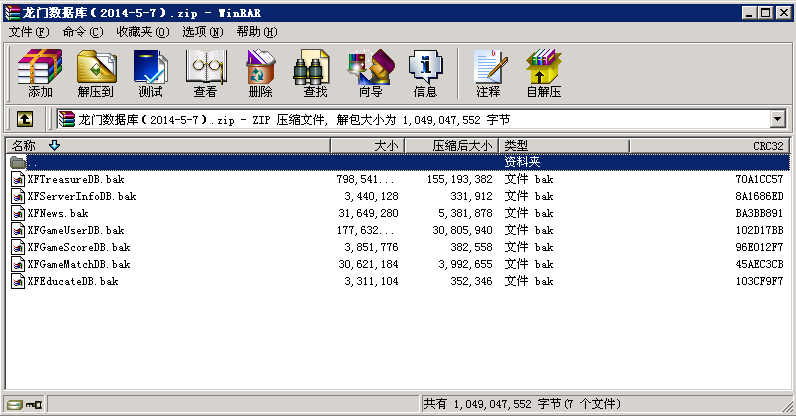 龙门数据库(2014-5-7).zip - WinRAR
文件(F) 命令(C) 收藏夹(O) 选项(N) 帮助(H)
添加 解压到 测试 查看 删除 查找 向导 信息 注释 自解压
龙门数据库(2014-5-7).zip - ZIP 压缩文件, 解包大小为 1,049,047,552 字节
名称 大小 压缩后大小 类型 CRC32
.. 资料夹
XFTreasureDB.bak 798,541... 155,193,382 文件 bak 70A1CC57
XFServerInfoDB.bak 3,440,128 331,912 文件 bak 8A1686ED
XFNews.bak 31,649,280 5,381,878 文件 bak BA3BB891
XFGameUserDB.bak 177,632... 30,805,940 文件 bak 102D17BB
XFGameScoreDB.bak 3,851,776 382,558 文件 bak 96E012F7
XFGameMatchDB.bak 30,621,184 3,992,655 文件 bak 45AEC3CB
XFEducateDB.bak 3,311,104 352,346 文件 bak 103CF9F7
共有 1,049,047,552 字节(7 个文件)